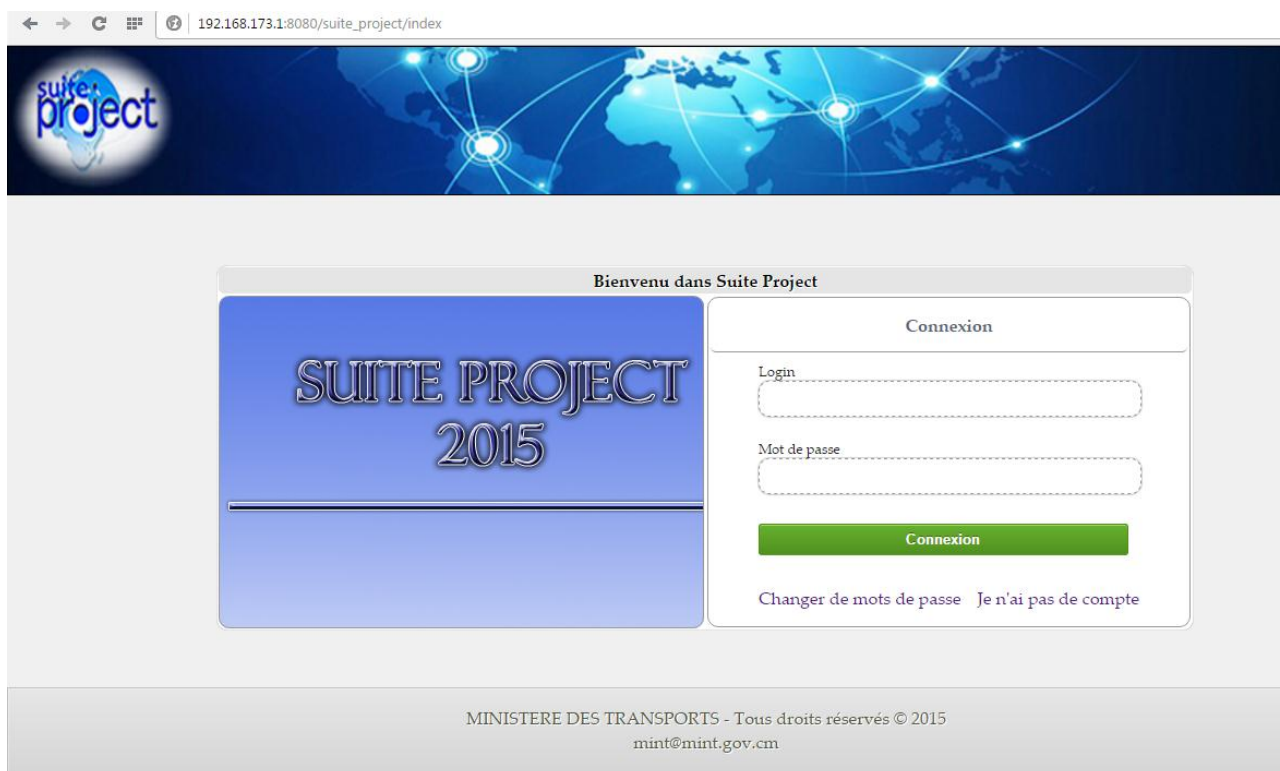 192.168.173.1:8080/suite_project/index
suite
project
Bienvenu dans Suite Project
SUITE PROJECT
2015
Connexion
Login
Mot de passe
Connexion
Changer de mots de passe Je n'ai pas de compte
MINISTERE DES TRANSPORTS - Tous droits réservés © 2015
mint@mint.gov.cm